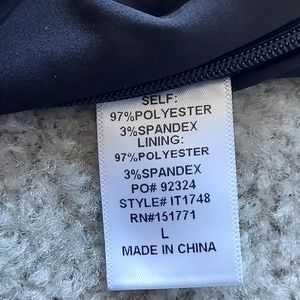 SELF:
97%POLYESTER
3%SPANDEX
LINING:
97%POLYESTER
3%SPANDEX
PO# 92324
STYLE# IT1748
RN#151771
L
MADE IN CHINA